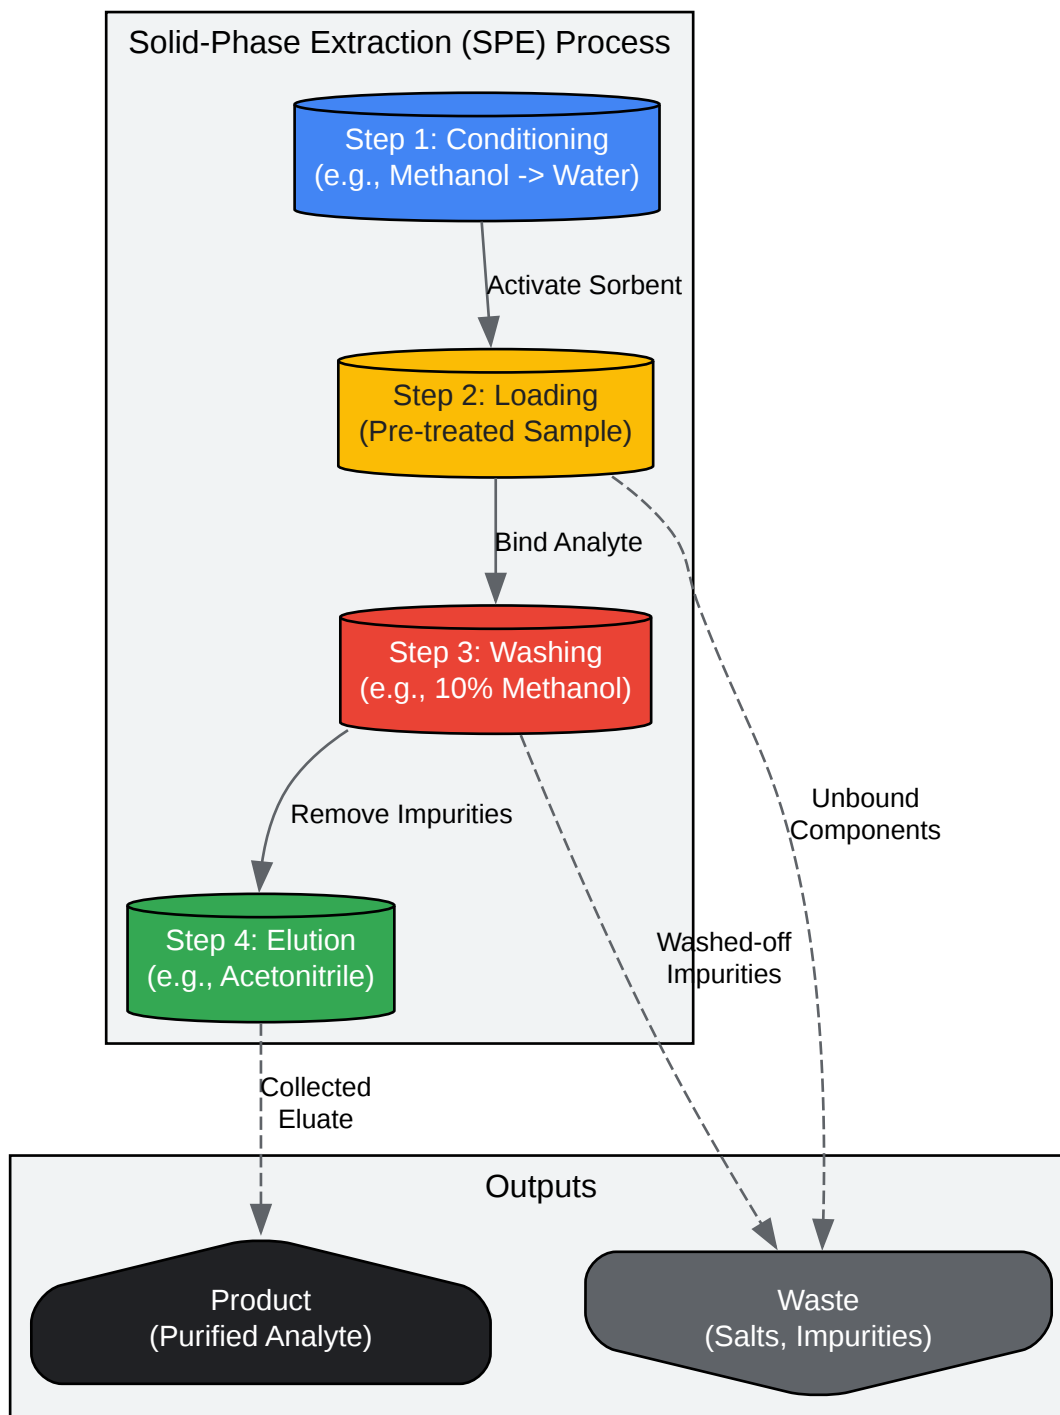 Solid-Phase Extraction (SPE) Process
Step 1: Conditioning
(e.g., Methanol -> Water)
Activate Sorbent
Step 2: Loading
(Pre-treated Sample)
Bind Analyte
Step 3: Washing
(e.g., 10% Methanol)
Unbound
Components
Remove Impurities
Step 4: Elution
(e.g., Acetonitrile)
Washed-off
Impurities
Collected
Eluate
Outputs
Product
(Purified Analyte)
Waste
(Salts, Impurities)